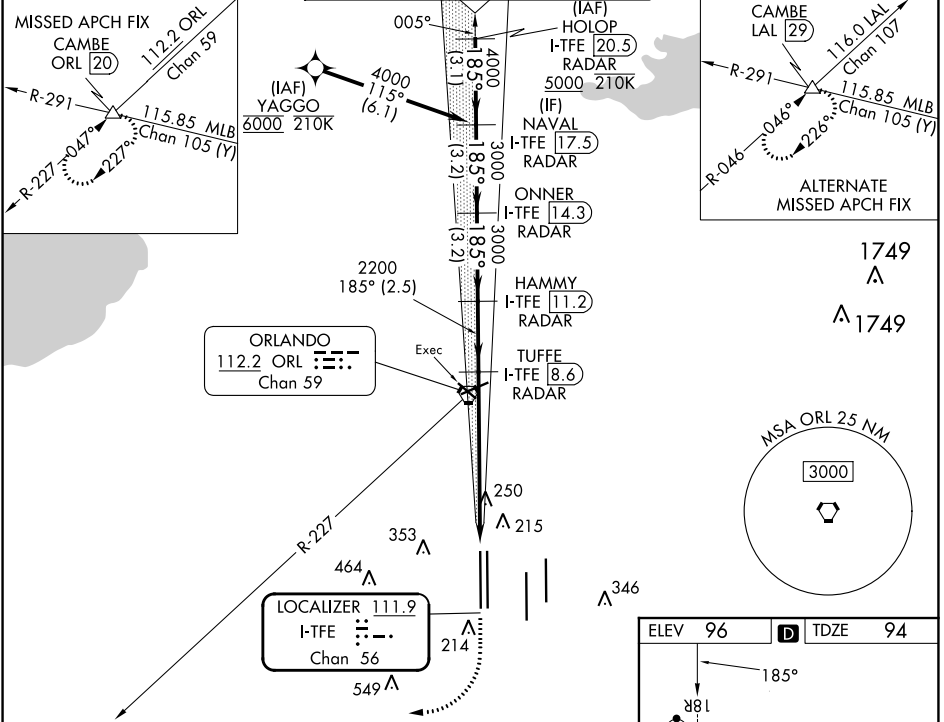 MISSED APCH FIX
CAMBE
ORL 20
112.2 ORL
Chan 59
R-291
115.85 MLB
Chan 105 (Y)
047°
227°
R-227
005°
(IAF)
HOLOP
I-TFE 20.5
RADAR
5000 210K
4000
185°
(3.1)
(IAF)
YAGGO
6000 210K
4000
115°
(6.1)
(IF)
NAVAL
I-TFE 17.5
RADAR
3000
185°
(3.2)
ONNER
I-TFE 14.3
RADAR
3000
185°
(3.2)
HAMMY
I-TFE 11.2
RADAR
2200
185° (2.5)
TUFFE
I-TFE 8.6
RADAR
CAMBE
LAL 29
116.0 LAL
Chan 107
R-291
115.85 MLB
Chan 105 (Y)
046°
226°
R-046
ALTERNATE
MISSED APCH FIX
1749
1749
ORLANDO
112.2 ORL
Chan 59
Exec
R-227
MSA ORL 25 NM
3000
250
215
353
464
346
LOCALIZER 111.9
I-TFE
Chan 56
214
549
ELEV 96 D TDZE 94
185°
18R